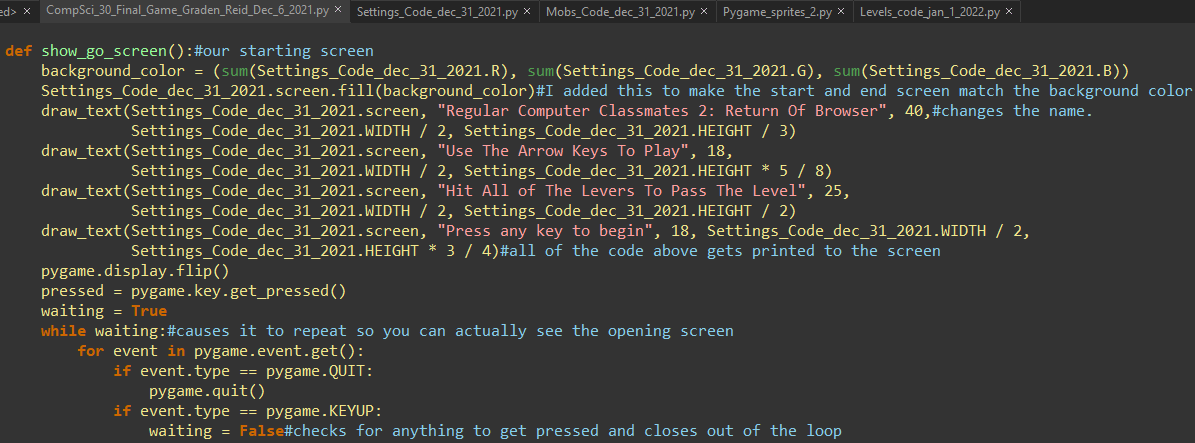 ed> × CompSci_30_Final_Game_Graden_Reid_Dec_6_2021.py × Settings_Code_dec_31_2021.py × Mobs_Code_dec_31_2021.py × Pygame_sprites_2.py × Levels_code_jan_1_2022.py ×
def show_go_screen():#our starting screen
    background_color = (sum(Settings_Code_dec_31_2021.R), sum(Settings_Code_dec_31_2021.G), sum(Settings_Code_dec_31_2021.B))
    Settings_Code_dec_31_2021.screen.fill(background_color)#I added this to make the start and end screen match the background color
    draw_text(Settings_Code_dec_31_2021.screen, "Regular Computer Classmates 2: Return Of Browser", 40,#changes the name.
              Settings_Code_dec_31_2021.WIDTH / 2, Settings_Code_dec_31_2021.HEIGHT / 3)
    draw_text(Settings_Code_dec_31_2021.screen, "Use The Arrow Keys To Play", 18,
              Settings_Code_dec_31_2021.WIDTH / 2, Settings_Code_dec_31_2021.HEIGHT * 5 / 8)
    draw_text(Settings_Code_dec_31_2021.screen, "Hit All of The Levers To Pass The Level", 25,
              Settings_Code_dec_31_2021.WIDTH / 2, Settings_Code_dec_31_2021.HEIGHT / 2)
    draw_text(Settings_Code_dec_31_2021.screen, "Press any key to begin", 18, Settings_Code_dec_31_2021.WIDTH / 2,
              Settings_Code_dec_31_2021.HEIGHT * 3 / 4)#all of the code above gets printed to the screen
    pygame.display.flip()
    pressed = pygame.key.get_pressed()
    waiting = True
    while waiting:#causes it to repeat so you can actually see the opening screen
        for event in pygame.event.get():
            if event.type == pygame.QUIT:
                pygame.quit()
            if event.type == pygame.KEYUP:
                waiting = False#checks for anything to get pressed and closes out of the loop